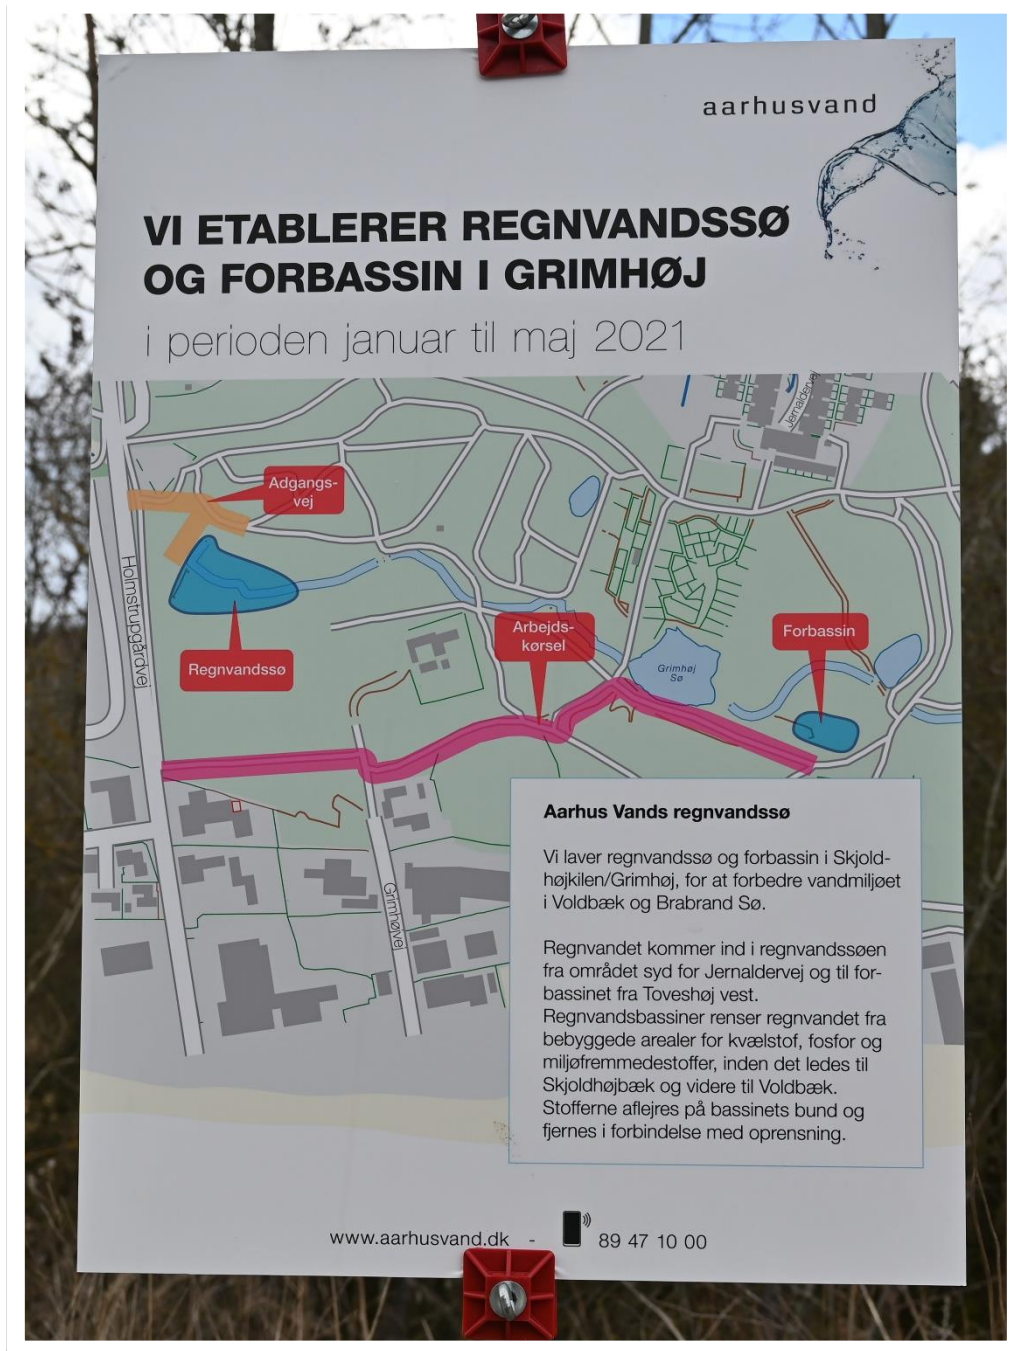 aarhusvand
VI ETABLERER REGNVANDSSØ
OG FORBASSIN I GRIMHØJ
i perioden januar til maj 2021
Jernaldervej
Adgangs-
vej
Holmstrupgårdvej
Regnvandssø
Arbejds-
kørsel
Forbassin
Grimhøj
Sø
Grimhøjvej
Aarhus Vands regnvandssø
Vi laver regnvandssø og forbassin i Skjold-
højkilen/Grimhøj, for at forbedre vandmiljøet
i Voldbæk og Brabrand Sø.
Regnvandet kommer ind i regnvandssøen
fra området syd for Jernaldervej og til for-
bassinet fra Toveshøj vest.
Regnvandsbassiner renser regnvandet fra
bebyggede arealer for kvælstof, fosfor og
miljøfremmedestoffer, inden det ledes til
Skjoldhøjbæk og videre til Voldbæk.
Stofferne aflejres på bassinets bund og
fjernes i forbindelse med oprensning.
www.aarhusvand.dk - 89 47 10 00